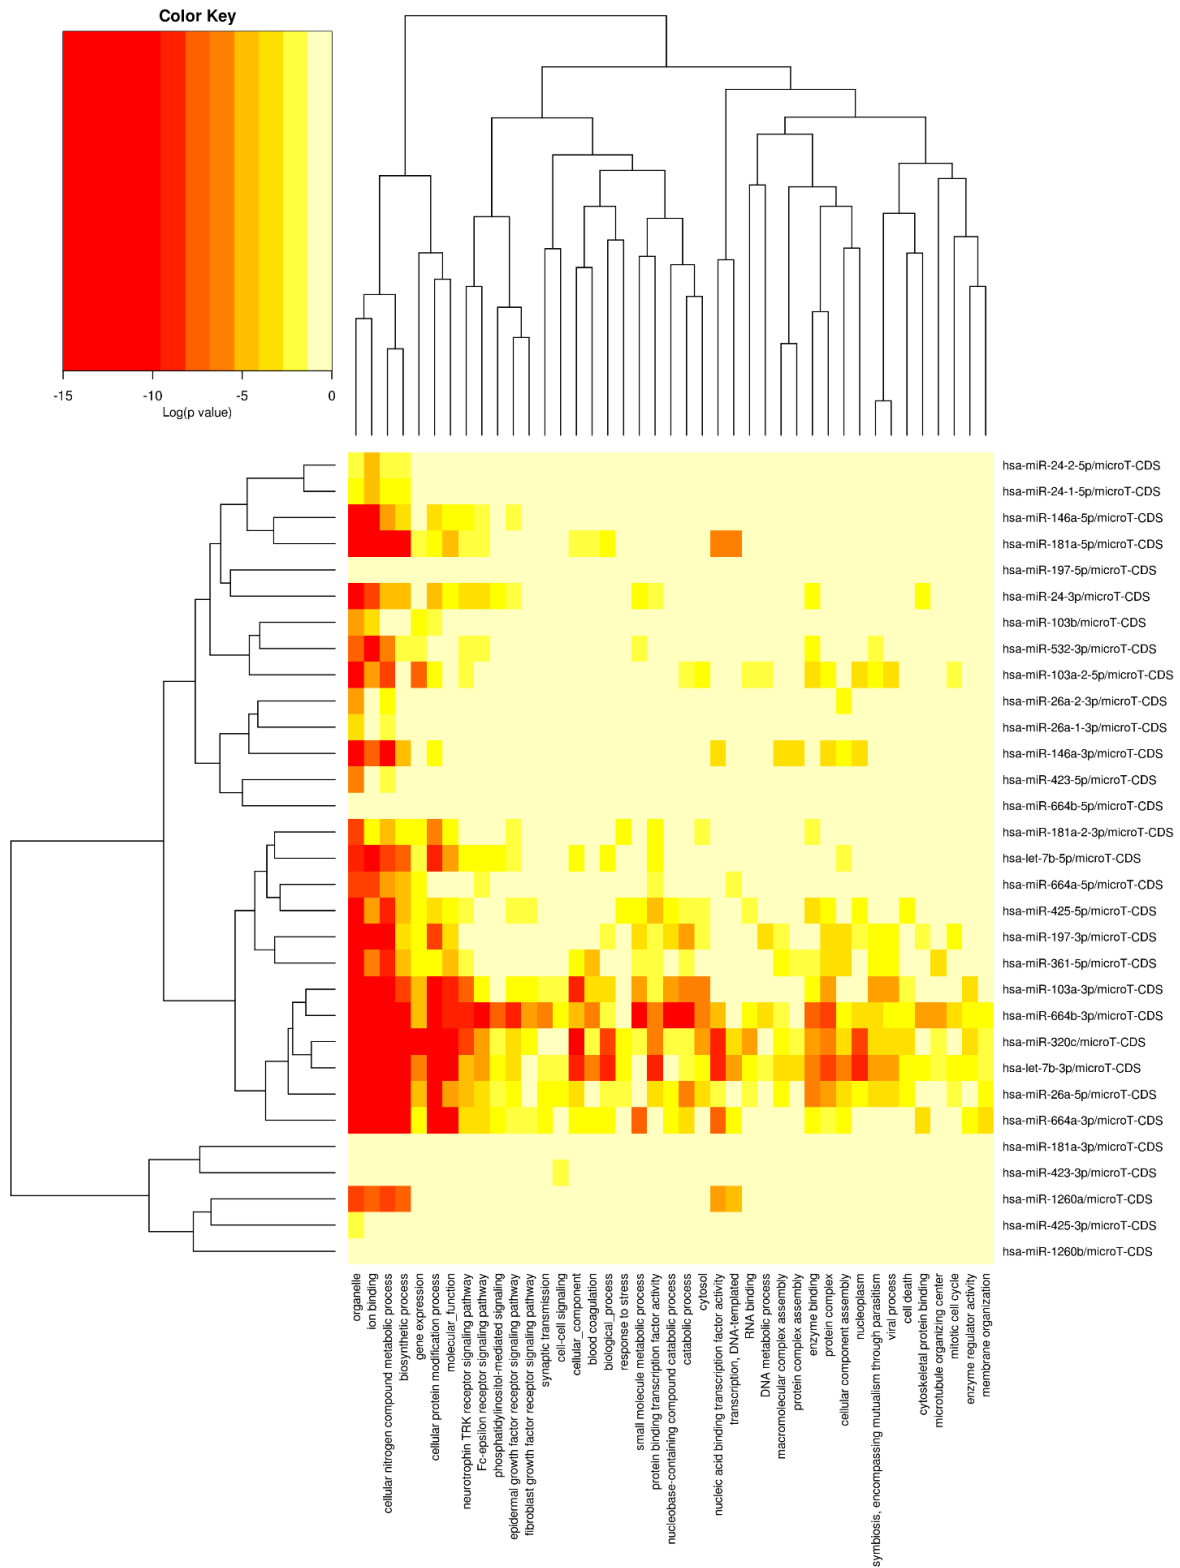 Color Key
-15
-10
-5
0
Log(p value)
hsa-miR-24-2-5p/microT-CDS
hsa-miR-24-1-5p/microT-CDS
hsa-miR-146a-5p/microT-CDS
hsa-miR-181a-5p/microT-CDS
hsa-miR-197-5p/microT-CDS
hsa-miR-24-3p/microT-CDS
hsa-miR-103b/microT-CDS
hsa-miR-532-3p/microT-CDS
hsa-miR-103a-2-5p/microT-CDS
hsa-miR-26a-2-3p/microT-CDS
hsa-miR-26a-1-3p/microT-CDS
hsa-miR-146a-3p/microT-CDS
hsa-miR-423-5p/microT-CDS
hsa-miR-664b-5p/microT-CDS
hsa-miR-181a-2-3p/microT-CDS
hsa-let-7b-5p/microT-CDS
hsa-miR-664a-5p/microT-CDS
hsa-miR-425-5p/microT-CDS
hsa-miR-197-3p/microT-CDS
hsa-miR-361-5p/microT-CDS
hsa-miR-103a-3p/microT-CDS
hsa-miR-664b-3p/microT-CDS
hsa-miR-320c/microT-CDS
hsa-let-7b-3p/microT-CDS
hsa-miR-26a-5p/microT-CDS
hsa-miR-664a-3p/microT-CDS
hsa-miR-181a-3p/microT-CDS
hsa-miR-423-3p/microT-CDS
hsa-miR-1260a/microT-CDS
hsa-miR-425-3p/microT-CDS
hsa-miR-1260b/microT-CDS
organelle
ion binding
cellular nitrogen compound metabolic process
biosynthetic process
gene expression
cellular protein modification process
molecular_function
neurotrophin TRK receptor signaling pathway
Fc-epsilon receptor signaling pathway
phosphatidylinositol-mediated signaling
epidermal growth factor receptor signaling pathway
fibroblast growth factor receptor signaling pathway
synaptic transmission
cell-cell signaling
cellular_component
blood coagulation
biological_process
response to stress
small molecule metabolic process
protein binding transcription factor activity
nucleobase-containing compound catabolic process
catabolic process
cytosol
nucleic acid binding transcription factor activity
transcription, DNA-templated
RNA binding
DNA metabolic process
macromolecular complex assembly
protein complex assembly
enzyme binding
protein complex
cellular component assembly
nucleoplasm
symbiosis, encompassing mutualism through parasitism
viral process
cell death
cytoskeletal protein binding
microtubule organizing center
mitotic cell cycle
enzyme regulator activity
membrane organization